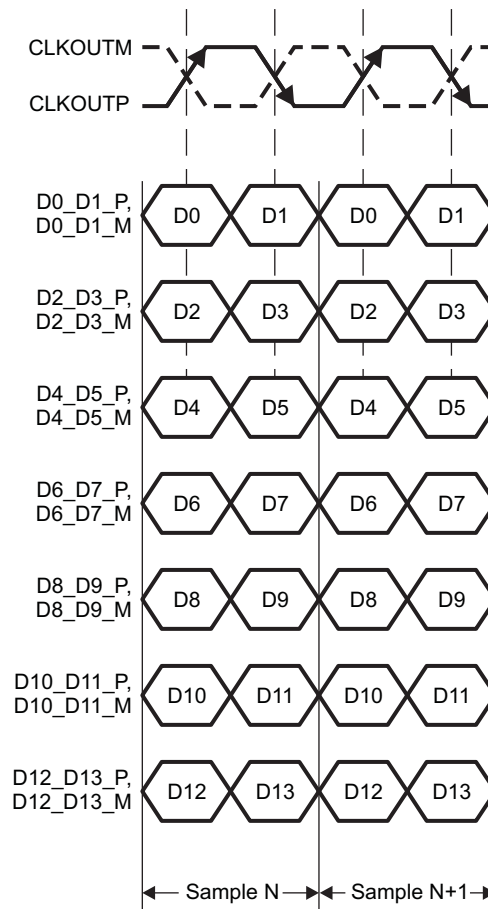 CLKOUTM
CLKOUTP
D0_D1_P,
D0_D1_M
D0 D1 D0 D1
D2_D3_P,
D2_D3_M
D2 D3 D2 D3
D4_D5_P,
D4_D5_M
D4 D5 D4 D5
D6_D7_P,
D6_D7_M
D6 D7 D6 D7
D8_D9_P,
D8_D9_M
D8 D9 D8 D9
D10_D11_P,
D10_D11_M
D10 D11 D10 D11
D12_D13_P,
D12_D13_M
D12 D13 D12 D13
Sample N Sample N+1